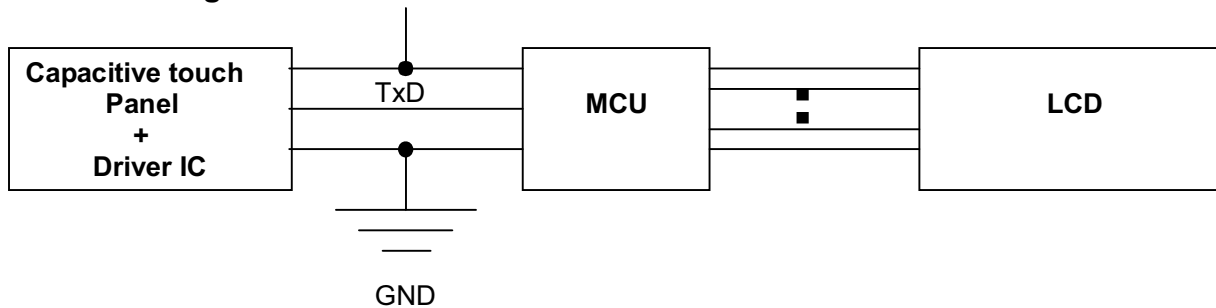 Capacitive touch
Panel
+
Driver IC
TxD
MCU
LCD
GND